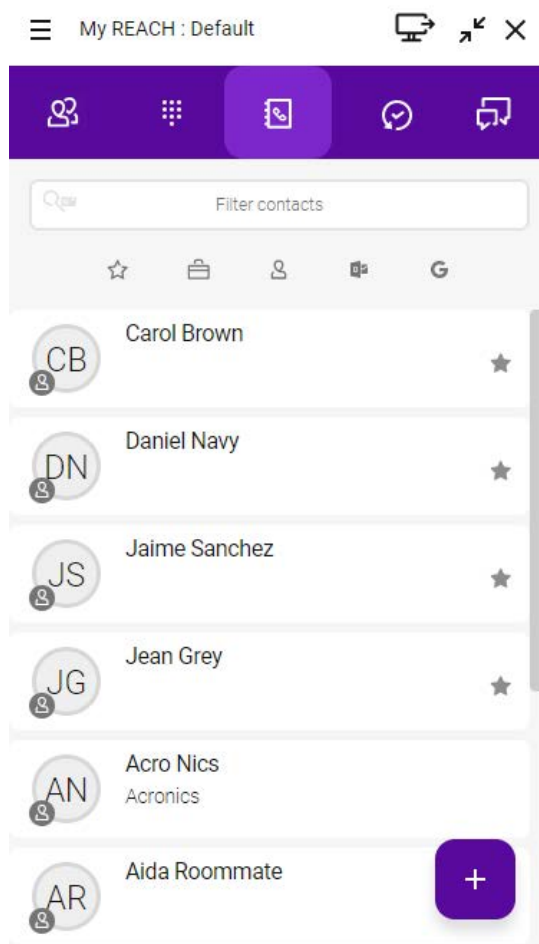 My REACH : Default
Filter contacts
G
CB
Carol Brown
DN
Daniel Navy
JS
Jaime Sanchez
JG
Jean Grey
AN
Acro Nics
Acronics
AR
Aida Roommate